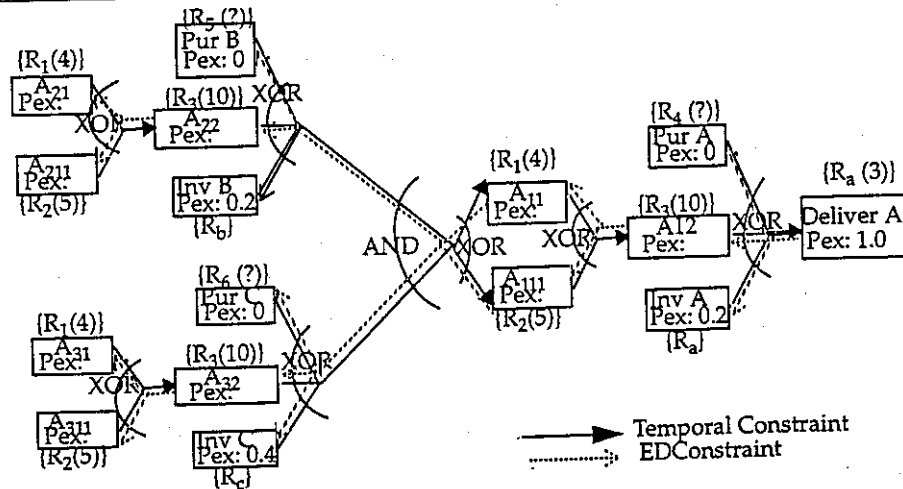 {R5 (?)}
Pur B
Pex: 0
{R1(4)}
A21
Pex:
XOR
{R3(10)}
A22
Pex:
XOR
A211
Pex:
{R2(5)}
Inv B
Pex: 0.2
{Rb}
{R4 (?)}
Pur A
Pex: 0
{R1(4)}
A11
Pex:
{Ra (3)}
Deliver A
Pex: 1.0
{R3(10)}
A12
Pex:
XOR
AND
XOR
XOR
A111
Pex:
{R2(5)}
Inv A
Pex: 0.2
{Ra}
{R6 (?)}
Pur C
Pex: 0
{R1(4)}
A31
Pex:
XOR
{R3(10)}
A32
Pex:
XOR
A311
Pex:
{R2(5)}
Inv C
Pex: 0.4
{Rc}
Temporal Constraint
EDConstraint